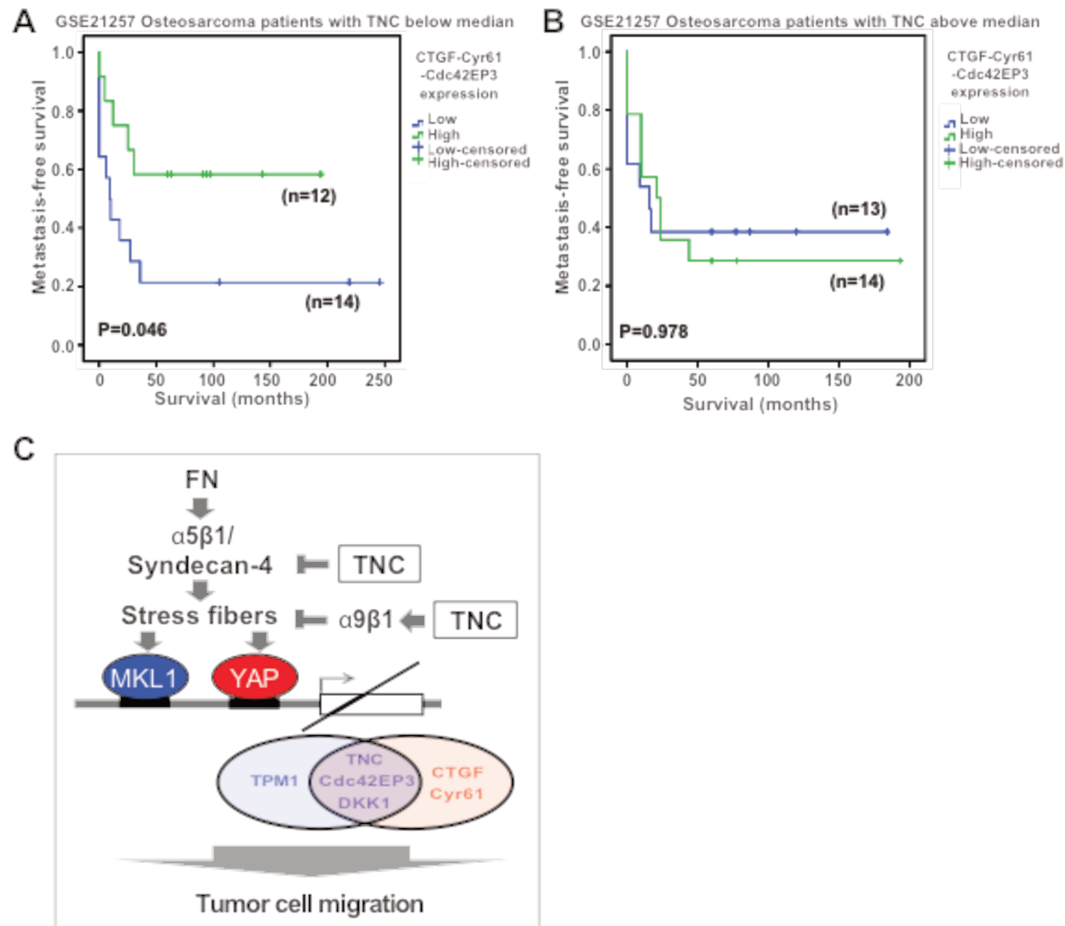 A
GSE21257 Osteosarcoma patients with TNC below median
Metastasis-free survival
1.0
0.8
0.6
0.4
0.2
0.0
CTGF-Cyr61
-Cdc42EP3
expression
Low
High
Low-censored
High-censored
(n=12)
(n=14)
P=0.046
0 50 100 150 200 250
Survival (months)
B
GSE21257 Osteosarcoma patients with TNC above median
Metastasis-free survival
1.0
0.8
0.6
0.4
0.2
0.0
CTGF-Cyr61
-Cdc42EP3
expression
Low
High
Low-censored
High-censored
(n=13)
(n=14)
P=0.978
0 50 100 150 200
Survival (months)
C
FN
α5β1/
Syndecan-4
TNC
Stress fibers
α9β1
TNC
MKL1
YAP
TPM1
TNC
Cdc42EP3
DKK1
CTGF
Cyr61
Tumor cell migration